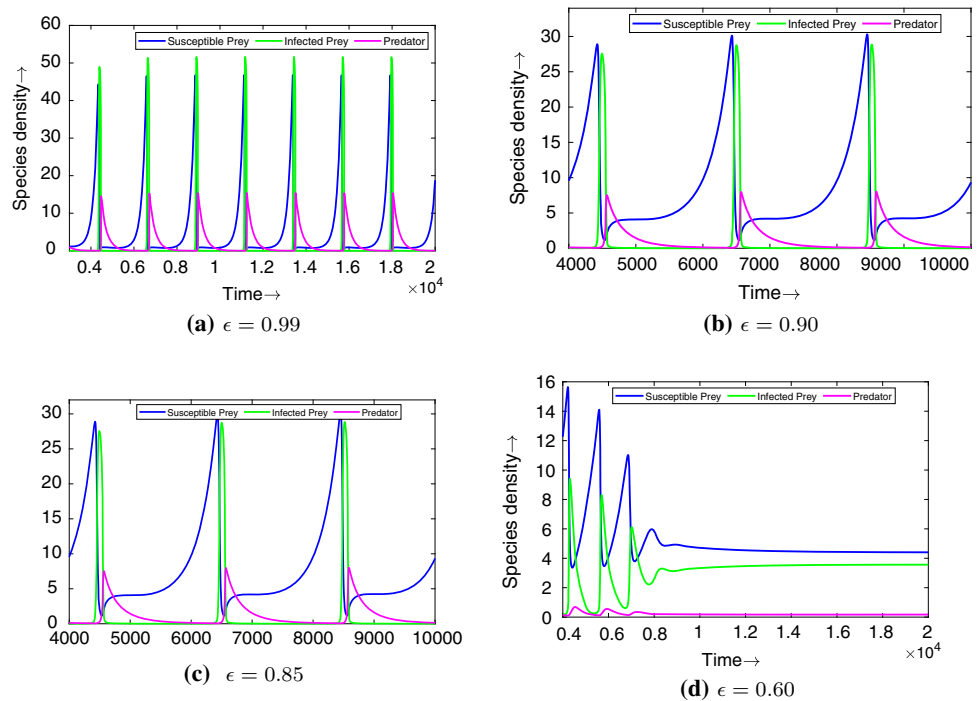 60
50
40
30
20
10
0
Species density→
Susceptible Prey Infected Prey Predator
0.4 0.6 0.8 1 1.2 1.4 1.6 1.8 2
×10⁴
Time→
(a) ϵ = 0.99
30
25
20
15
10
5
0
Species density→
Susceptible Prey Infected Prey Predator
4000 5000 6000 7000 8000 9000 10000
Time→
(b) ϵ = 0.90
30
25
20
15
10
5
0
Susceptible Prey Infected Prey Predator
4000 5000 6000 7000 8000 9000 10000
(c) ϵ = 0.85
16
14
12
10
8
6
4
2
0
Species density→
Susceptible Prey Infected Prey Predator
0.4 0.6 0.8 1 1.2 1.4 1.6 1.8 2
×10⁴
Time→
(d) ϵ = 0.60